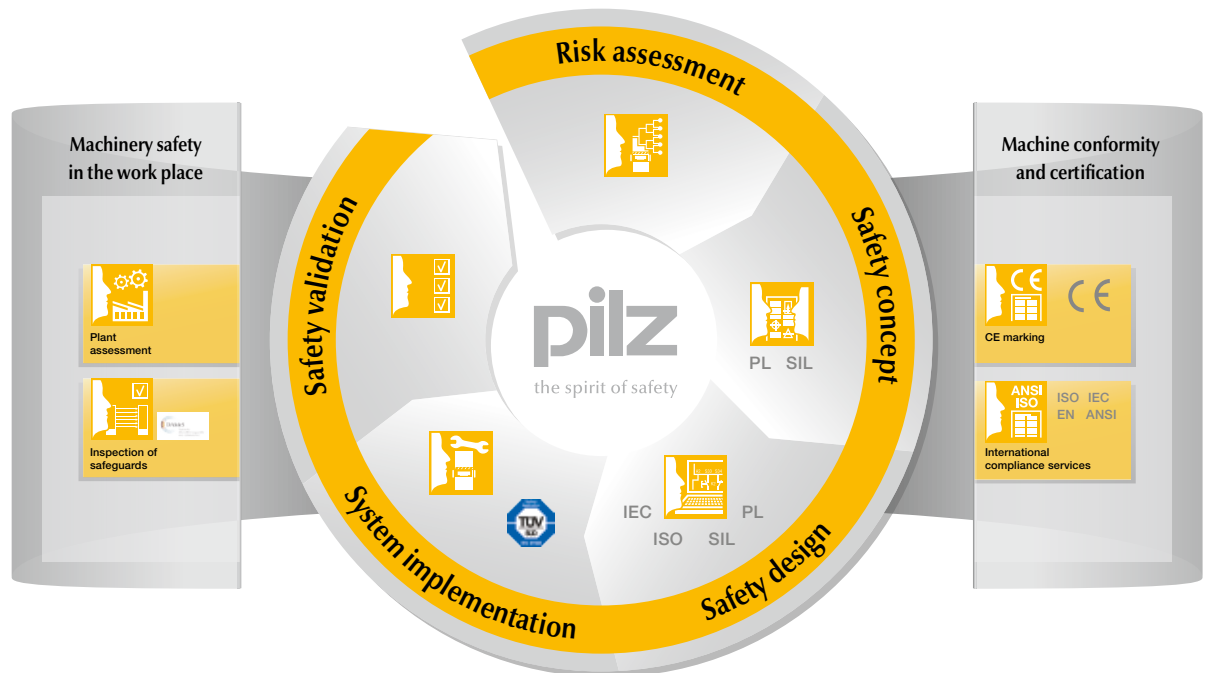 Risk assessment
Machinery safety
in the work place
Machine conformity
and certification
Safety validation
Safety concept
Plant
assessment
CE
CE
CE marking
pilz
the spirit of safety
PL SIL
Inspection of
safeguards
ANSI
ISO
ISO IEC
EN ANSI
International
compliance services
IEC
PL
ISO SIL
TÜV
SÜD
System implementation
Safety design